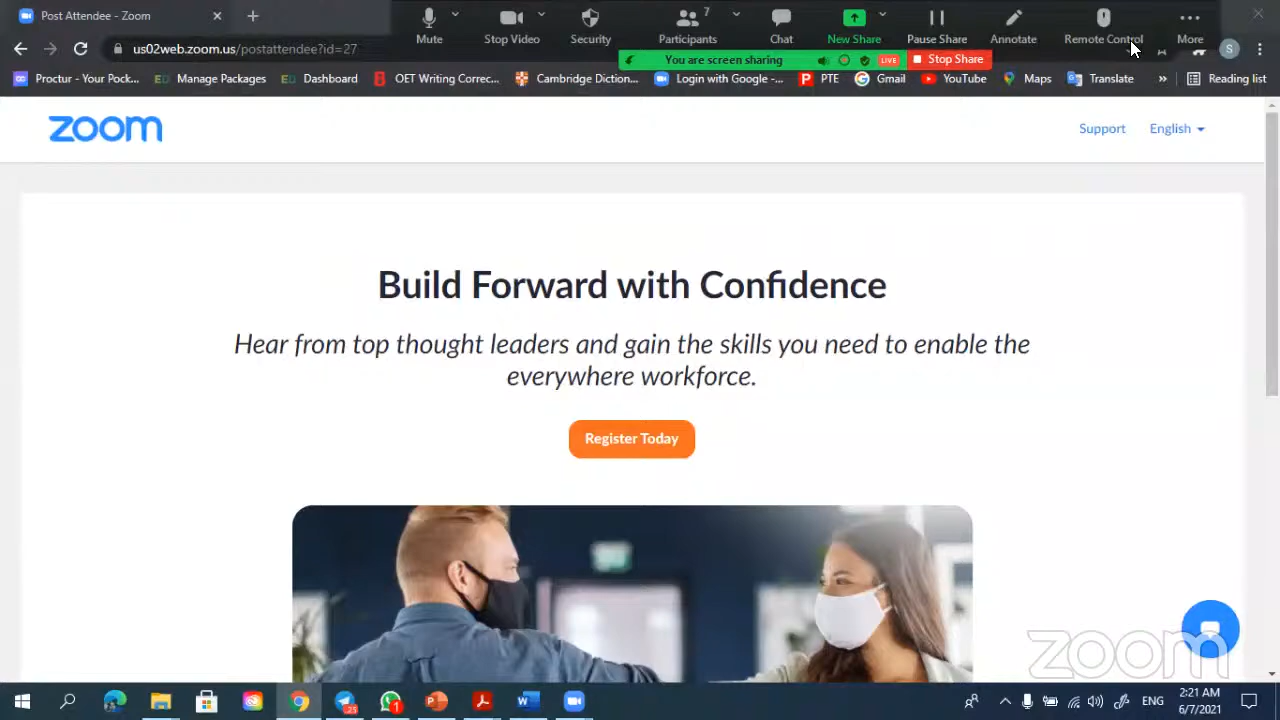 Post Attendee - Zoom
7
Mute
Stop Video
Security
Participants
Chat
New Share
Pause Share
Annotate
Remote Control
More
us02web.zoom.us/postattendee?id=27
You are screen sharing
LIVE
Stop Share
S
Proctur - Your Pock...
ED Manage Packages
ED Dashboard
OET Writing Correc...
Cambridge Diction...
Login with Google -...
P PTE
G Gmail
YouTube
Maps
Translate
»
Reading list
zoom
Support
English
Build Forward with Confidence
Hear from top thought leaders and gain the skills you need to enable the
everywhere workforce.
Register Today
zoom
23
1
ENG
2:21 AM
6/7/2021